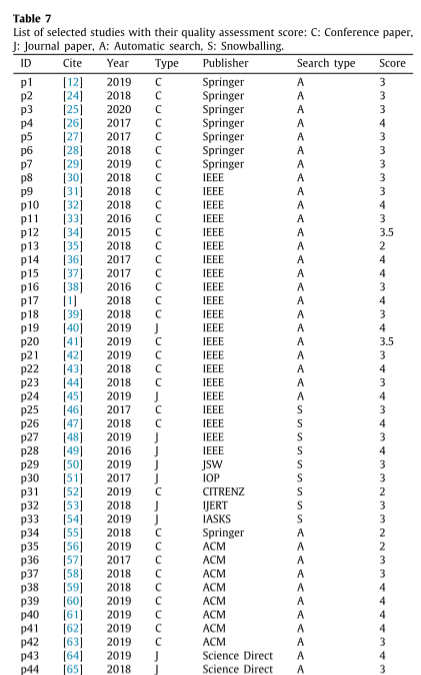 Table 7
List of selected studies with their quality assessment score: C: Conference paper,
J: Journal paper, A: Automatic search, S: Snowballing.
ID Cite Year Type Publisher Search type Score
p1 [12] 2019 C Springer A 3
p2 [24] 2018 C Springer A 3
p3 [25] 2020 C Springer A 3
p4 [26] 2017 C Springer A 4
p5 [27] 2017 C Springer A 3
p6 [28] 2018 C Springer A 3
p7 [29] 2019 C Springer A 3
p8 [30] 2018 C IEEE A 3
p9 [31] 2018 C IEEE A 3
p10 [32] 2018 C IEEE A 4
p11 [33] 2016 C IEEE A 3
p12 [34] 2015 C IEEE A 3.5
p13 [35] 2018 C IEEE A 2
p14 [36] 2017 C IEEE A 4
p15 [37] 2017 C IEEE A 4
p16 [38] 2016 C IEEE A 3
p17 [1] 2018 C IEEE A 4
p18 [39] 2018 C IEEE A 3
p19 [40] 2019 J IEEE A 4
p20 [41] 2019 C IEEE A 3.5
p21 [42] 2019 C IEEE A 3
p22 [43] 2018 C IEEE A 4
p23 [44] 2018 C IEEE A 3
p24 [45] 2019 J IEEE A 4
p25 [46] 2017 C IEEE S 3
p26 [47] 2018 C IEEE S 4
p27 [48] 2019 J IEEE S 3
p28 [49] 2016 J IEEE S 4
p29 [50] 2019 J JSW S 3
p30 [51] 2017 J IOP S 3
p31 [52] 2019 C CITRENZ S 2
p32 [53] 2018 J IJERT S 3
p33 [54] 2019 J IASKS S 3
p34 [55] 2018 C Springer A 2
p35 [56] 2019 C ACM A 2
p36 [57] 2017 C ACM A 3
p37 [58] 2018 C ACM A 3
p38 [59] 2018 C ACM A 4
p39 [60] 2019 C ACM A 4
p40 [61] 2019 C ACM A 4
p41 [62] 2019 C ACM A 4
p42 [63] 2019 C ACM A 3
p43 [64] 2019 J Science Direct A 4
p44 [65] 2018 J Science Direct A 3